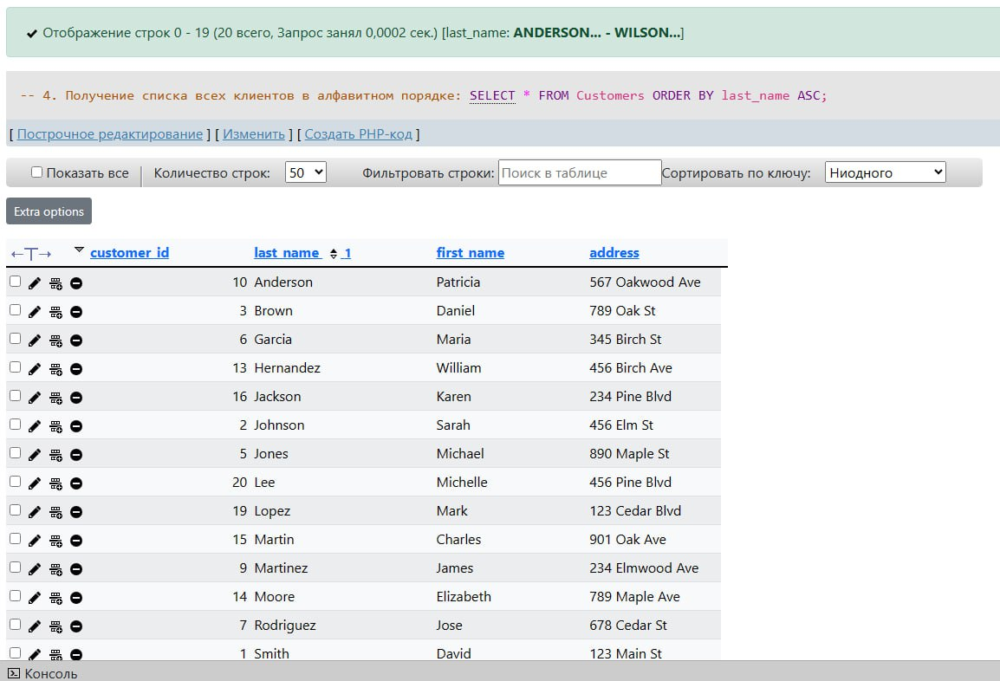 Отображение строк 0 - 19 (20 всего, Запрос занял 0,0002 сек.) [last_name: ANDERSON... - WILSON...]
-- 4. Получение списка всех клиентов в алфавитном порядке: SELECT * FROM Customers ORDER BY last_name ASC;
[ Построчное редактирование ] [ Изменить ] [ Создать PHP-код ]
Показать все Количество строк: 50 Фильтровать строки: Поиск в таблице Сортировать по ключу: Ниодного
Extra options
←T→ customer_id last_name 1 first_name address
10 Anderson Patricia 567 Oakwood Ave
3 Brown Daniel 789 Oak St
6 Garcia Maria 345 Birch St
13 Hernandez William 456 Birch Ave
16 Jackson Karen 234 Pine Blvd
2 Johnson Sarah 456 Elm St
5 Jones Michael 890 Maple St
20 Lee Michelle 456 Pine Blvd
19 Lopez Mark 123 Cedar Blvd
15 Martin Charles 901 Oak Ave
9 Martinez James 234 Elmwood Ave
14 Moore Elizabeth 789 Maple Ave
7 Rodriguez Jose 678 Cedar St
1 Smith David 123 Main St
Консоль